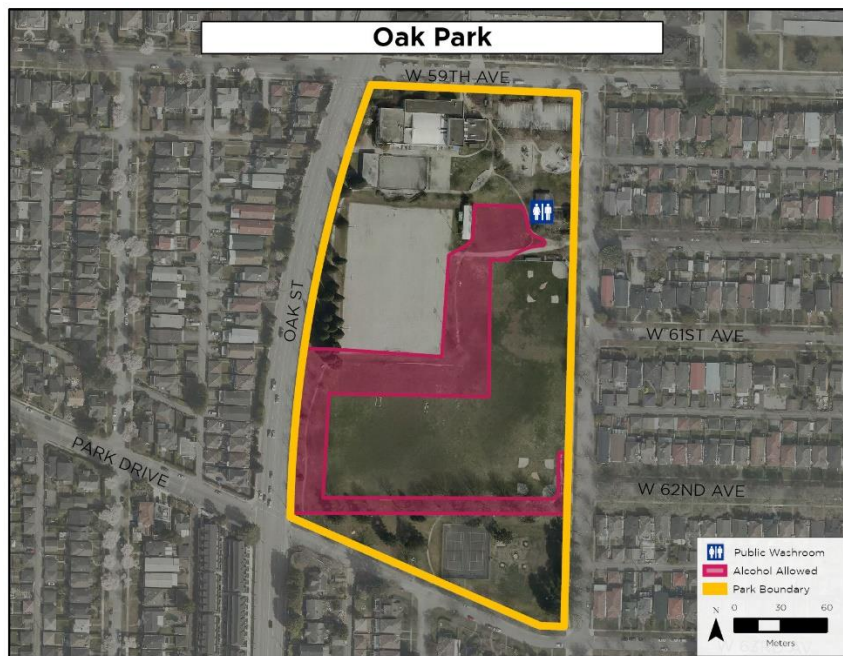 Oak Park
W 59TH AVE
OAK ST
W 61ST AVE
PARK DRIVE
W 62ND AVE
Public Washroom
Alcohol Allowed
Park Boundary
N
0 30 60
Meters